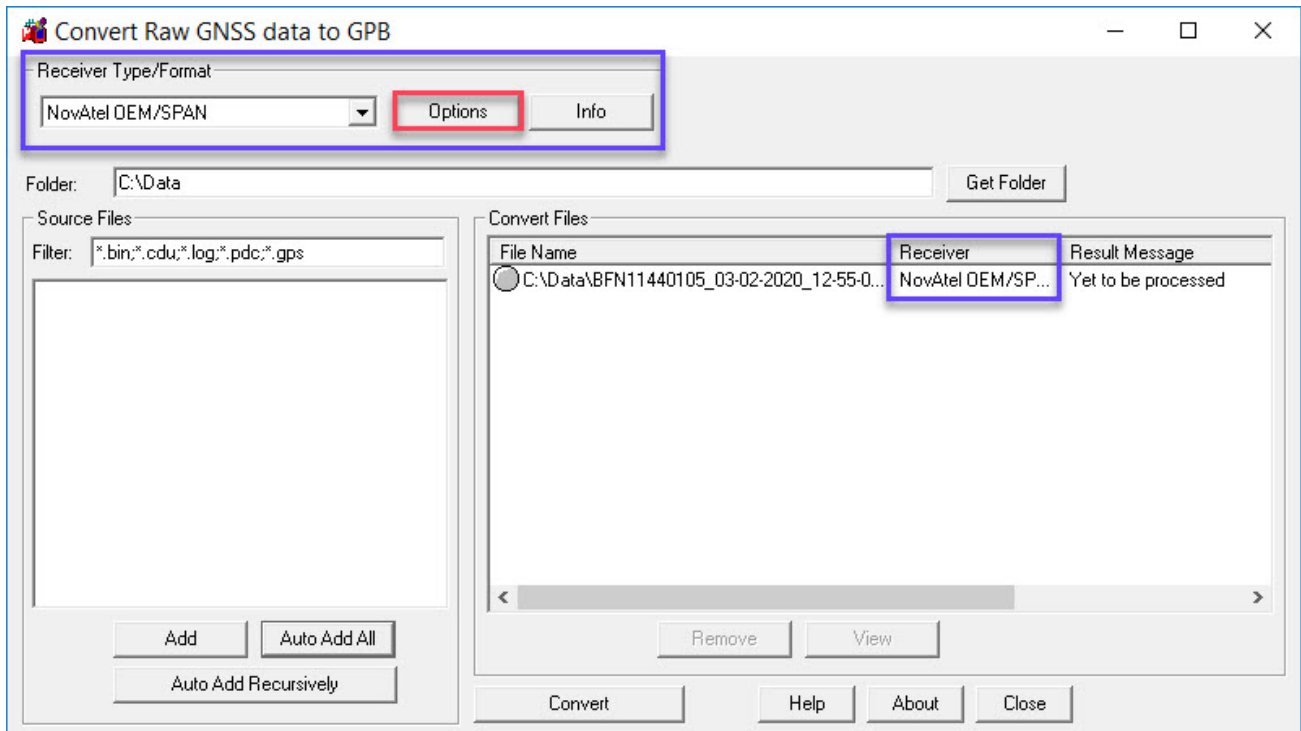 Convert Raw GNSS data to GPB
Receiver Type/Format
NovAtel OEM/SPAN
Options
Info
Folder:
C:\Data
Get Folder
Source Files
Filter:
*.bin;*.cdu;*.log;*.pdc;*.gps
Add
Auto Add All
Auto Add Recursively
Convert Files
File Name Receiver Result Message
C:\Data\BFN11440105_03-02-2020_12-55-0... NovAtel OEM/SP... Yet to be processed
Remove
View
Convert
Help
About
Close